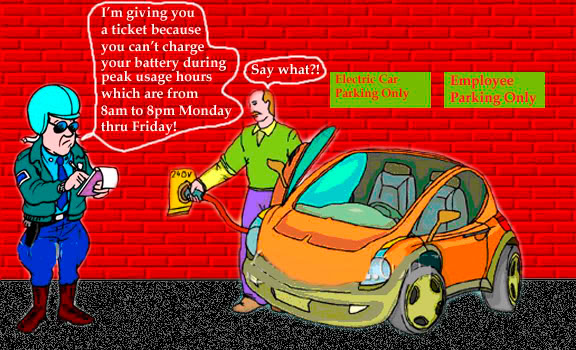 I'm giving you
a ticket because
you can't charge
your battery during
peak usage hours
which are from
8am to 8pm Monday
thru Friday!
Say what?!
Electric Car
Parking Only
Employee
Parking Only
240V